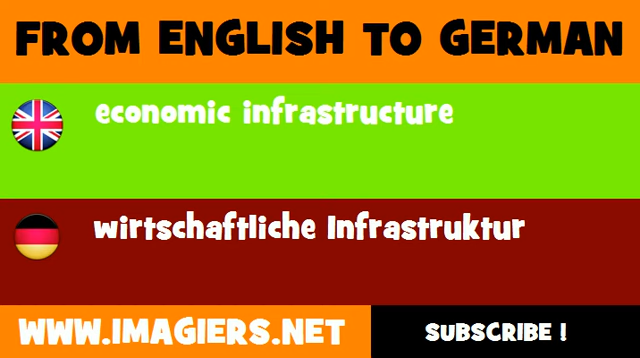 FROM ENGLISH TO GERMAN
economic infrastructure
wirtschaftliche Infrastruktur
WWW.IMAGIERS.NET
SUBSCRIBE !